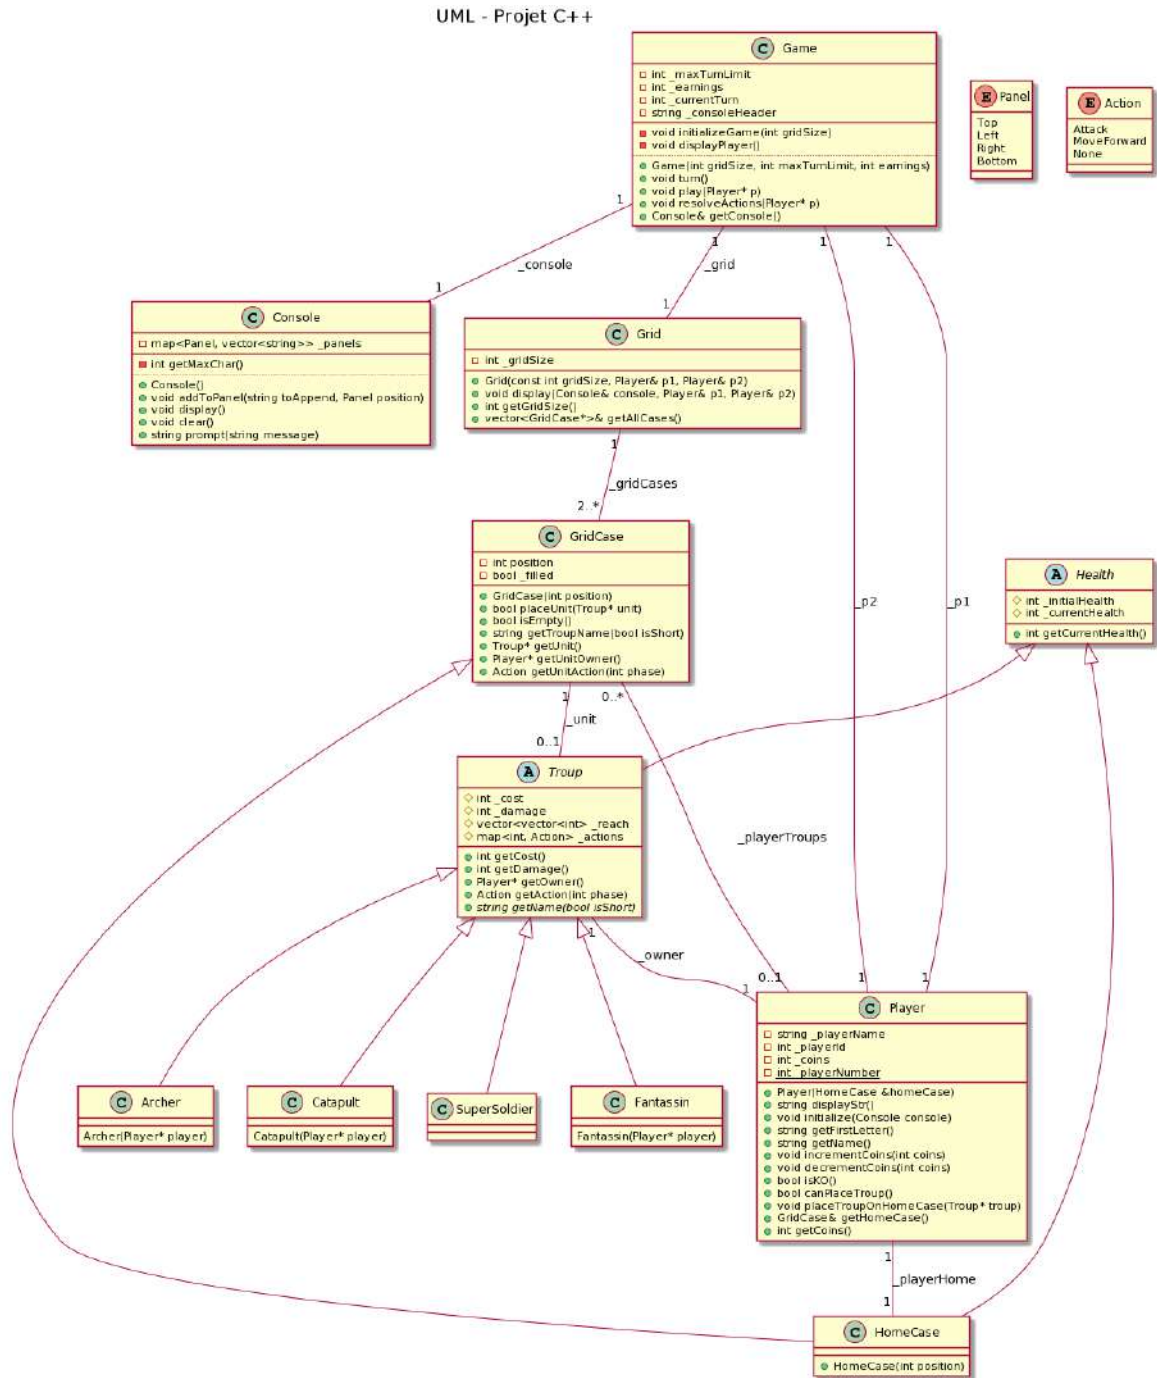 UML - Projet C++
C Game
int _maxTurnLimit
int _earnings
int _currentTurn
string _consoleHeader
void initializeGame(int gridSize)
void displayPlayer()
Game(int gridSize, int maxTurnLimit, int earnings)
void turn()
void play(Player* p)
void resolveActions(Player* p)
Console& getConsole()
E Panel
Top
Left
Right
Bottom
E Action
Attack
MoveForward
None
1
1
1
1
_console
_grid
1
1
C Console
map<Panel, vector<string>> _panels
int getMaxChar()
Console()
void addToPanel(string toAppend, Panel position)
void display()
void clear()
string prompt(string message)
C Grid
int _gridSize
Grid(const int gridSize, Player& p1, Player& p2)
void display(Console& console, Player& p1, Player& p2)
int getGridSize()
vector<GridCase*>& getAllCases()
1
_gridCases
2..*
C GridCase
int position
bool _filled
GridCase(int position)
bool placeUnit(Troup* unit)
bool isEmpty()
string getTroupName(bool isShort)
Troup* getUnit()
Player* getUnitOwner()
Action getUnitAction(int phase)
_p2
_p1
A Health
int _initialHealth
int _currentHealth
int getCurrentHealth()
1
0..*
_unit
0..1
A Troup
int _cost
int _damage
vector<vector<int> _reach
map<int, Action> _actions
int getCost()
int getDamage()
Player* getOwner()
Action getAction(int phase)
string getName(bool isShort)
_playerTroups
1
_owner
1
0..1
1
1
C Player
string _playerName
int _playerId
int _coins
int _playerNumber
Player(HomeCase &homeCase)
string displayStr()
void initialize(Console console)
string getFirstLetter()
string getName()
void incrementCoins(int coins)
void decrementCoins(int coins)
bool isKO()
bool canPlaceTroup()
void placeTroupOnHomeCase(Troup* troup)
GridCase& getHomeCase()
int getCoins()
C Archer
Archer(Player* player)
C Catapult
Catapult(Player* player)
C SuperSoldier
C Fantassin
Fantassin(Player* player)
1
_playerHome
1
C HomeCase
HomeCase(int position)